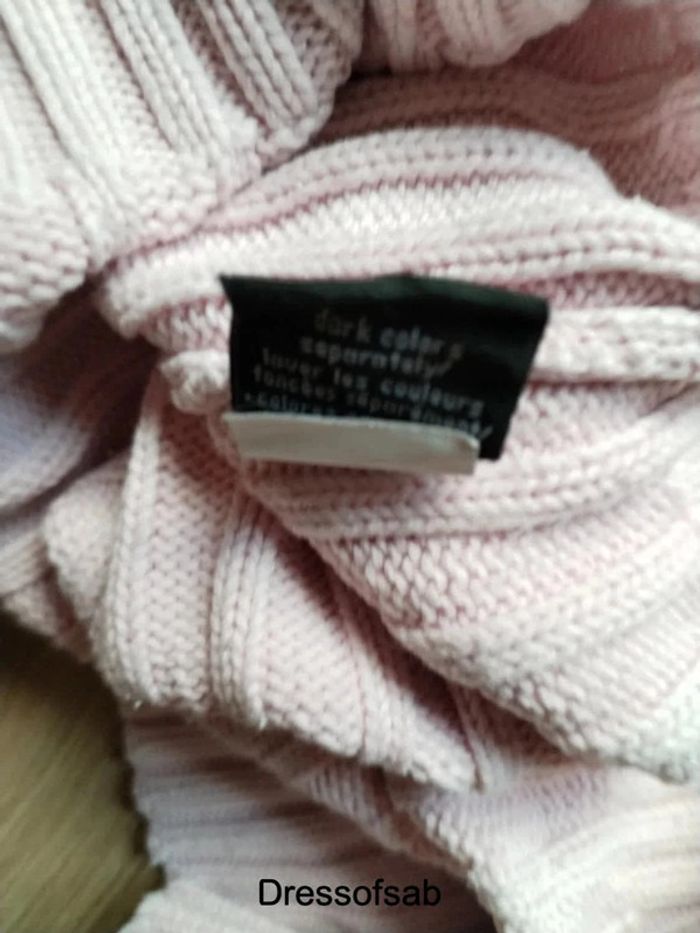 dark colors
separately/
laver les couleurs
foncées séparément/
Dressofsab